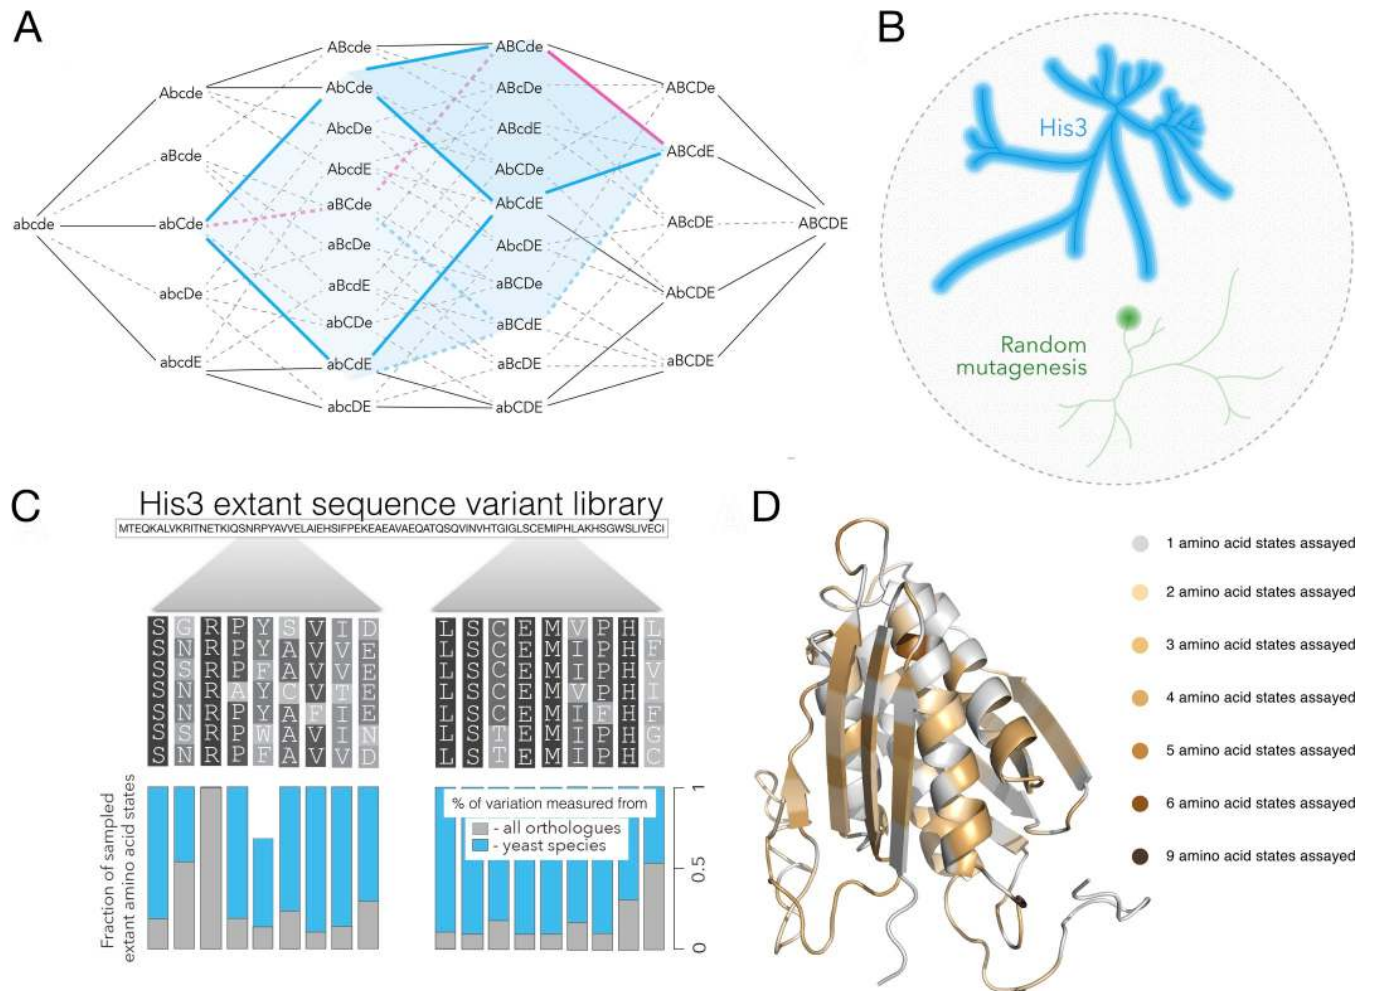 A
abcde
Abcde
aBcde
abCde
abcDe
abcdE
ABcde
AbCde
AbcDe
AbcdE
aBCde
aBcDe
aBcdE
abCDe
abCdE
abcDE
ABCde
ABcDe
ABcdE
AbCDe
AbCdE
AbcDE
aBCDe
aBCdE
aBcDE
abCDE
ABCDe
ABCdE
ABcDE
AbCDE
aBCDE
ABCDE
B
His3
Random
mutagenesis
C
His3 extant sequence variant library
MTEQKALVKRITNETKIQSNRPYAVVELAIEHSIFPEKEAEAVAEQATQSQVINVHTGIGLSCEMIPHLAKHSGWSLIVECI
S G R P Y S V I D
S N R P Y A V V E
S S R P F A V V E
S N R A Y C V T E
S N R P Y A F I E
S S R P W A V I N
S N R P F A V V D
L S C E M V P H L
L S C E M I P H F
L S C E M I P H V
L S C E M V P H I
L S C E M I F H F
L S T E M I P H G
L S T E M I P H C
Fraction of sampled
extant amino acid states
% of variation measured from
- all orthologues
- yeast species
1
0.5
0
D
1 amino acid states assayed
2 amino acid states assayed
3 amino acid states assayed
4 amino acid states assayed
5 amino acid states assayed
6 amino acid states assayed
9 amino acid states assayed